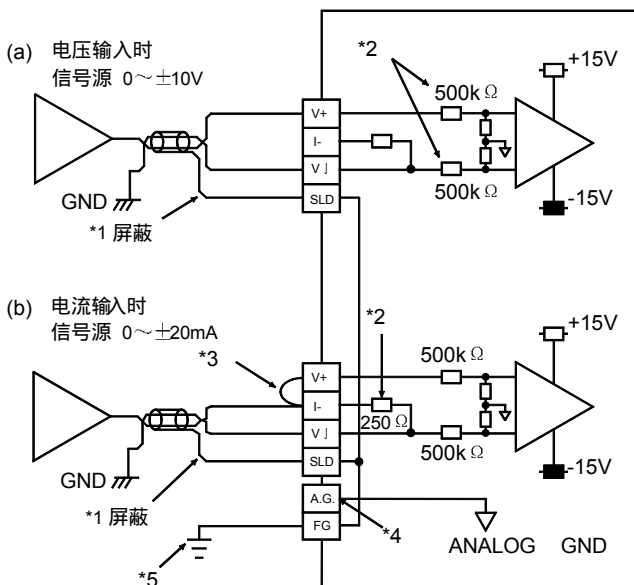 (a) 电压输入时
信号源 0～±10V
*2
+15V
500kΩ
V+
I-
V⌡
SLD
500kΩ
-15V
GND
*1 屏蔽
(b) 电流输入时
信号源 0～±20mA
*2
*3
+15V
500kΩ
V+
I-
250Ω
V⌡
SLD
500kΩ
-15V
GND
*1 屏蔽
A.G.
FG
*4
*5
ANALOG GND